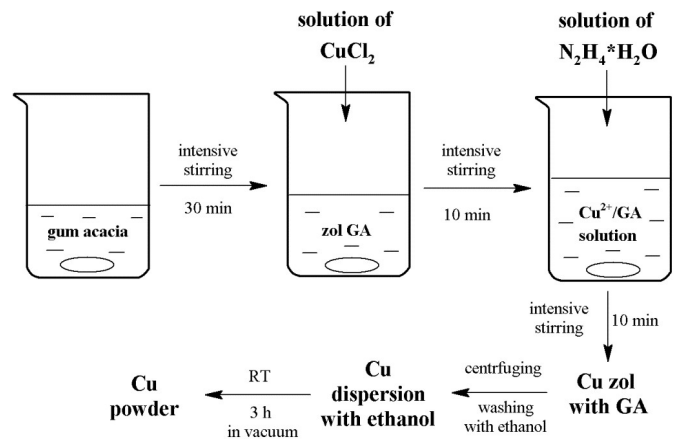 solution of
CuCl₂
solution of
N₂H₄*H₂O
intensive
stirring
30 min
intensive
stirring
10 min
gum acacia
zol GA
Cu²⁺/GA
solution
intensive
stirring
10 min
Cu zol
with GA
centrfuging
washing
with ethanol
Cu
dispersion
with ethanol
RT
3 h
in vacuum
Cu
powder